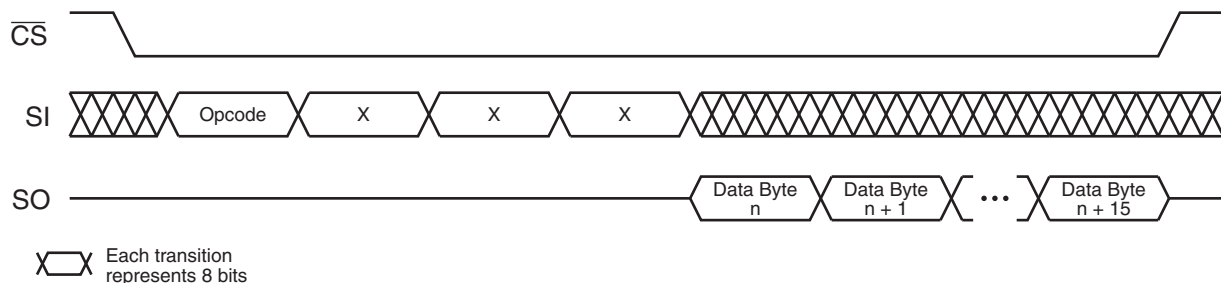 CS
SI
Opcode
X
X
X
SO
Data Byte
n
Data Byte
n + 1
•••
Data Byte
n + 15
Each transition
represents 8 bits